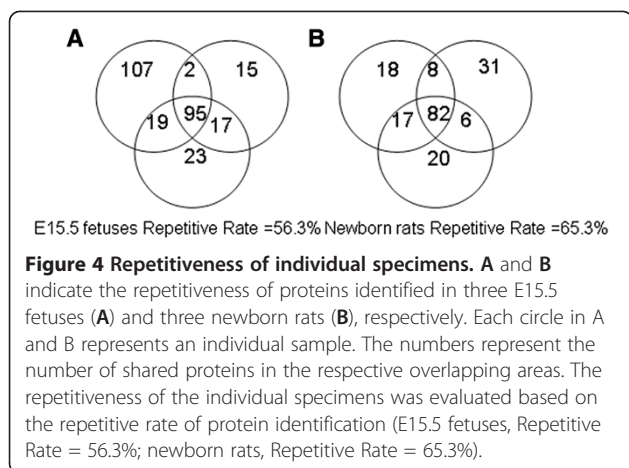 A
B
107 2 15
19 95 17
23
18 8 31
17 82 6
20
E15.5 fetuses Repetitive Rate =56.3% Newborn rats Repetitive Rate =65.3%
Figure 4 Repetitiveness of individual specimens. A and B
indicate the repetitiveness of proteins identified in three E15.5
fetuses (A) and three newborn rats (B), respectively. Each circle in A
and B represents an individual sample. The numbers represent the
number of shared proteins in the respective overlapping areas. The
repetitiveness of the individual specimens was evaluated based on
the repetitive rate of protein identification (E15.5 fetuses, Repetitive
Rate = 56.3%; newborn rats, Repetitive Rate = 65.3%).